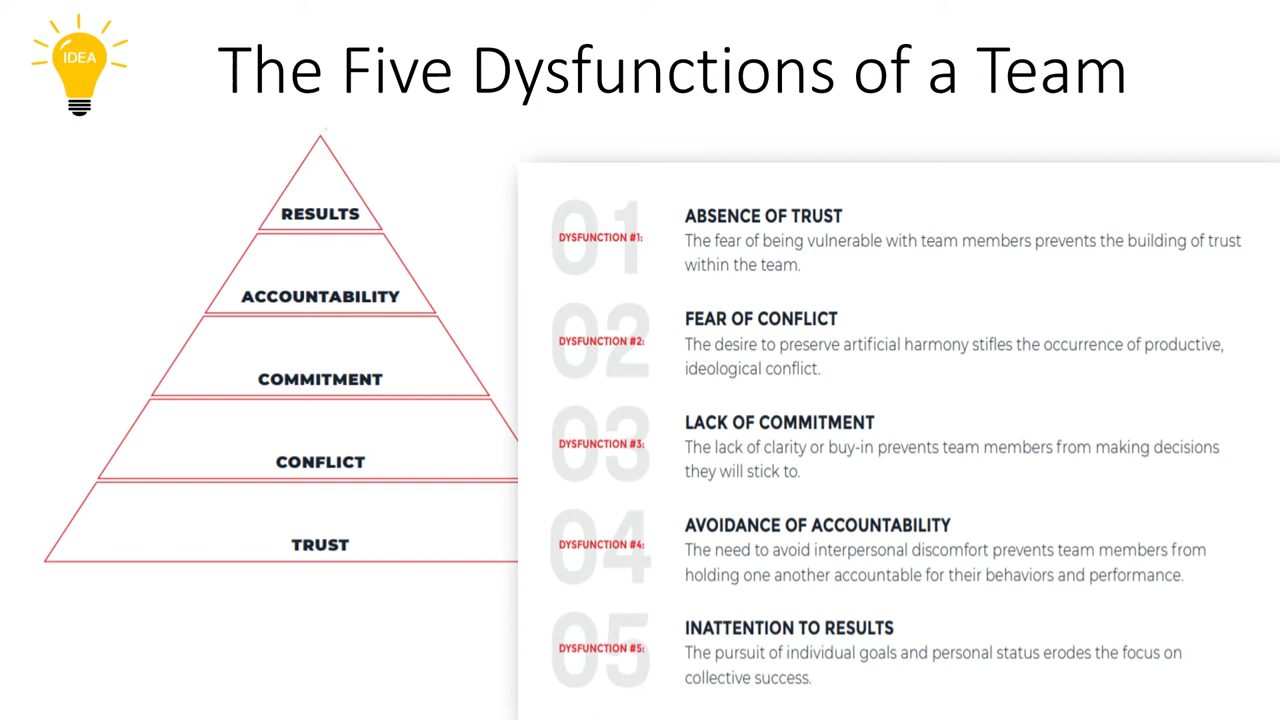 IDEA
The Five Dysfunctions of a Team
RESULTS
ACCOUNTABILITY
COMMITMENT
CONFLICT
TRUST
01
DYSFUNCTION #1:
ABSENCE OF TRUST
The fear of being vulnerable with team members prevents the building of trust
within the team.
02
DYSFUNCTION #2:
FEAR OF CONFLICT
The desire to preserve artificial harmony stifles the occurrence of productive,
ideological conflict.
03
DYSFUNCTION #3:
LACK OF COMMITMENT
The lack of clarity or buy-in prevents team members from making decisions
they will stick to.
04
DYSFUNCTION #4:
AVOIDANCE OF ACCOUNTABILITY
The need to avoid interpersonal discomfort prevents team members from
holding one another accountable for their behaviors and performance.
05
DYSFUNCTION #5:
INATTENTION TO RESULTS
The pursuit of individual goals and personal status erodes the focus on
collective success.